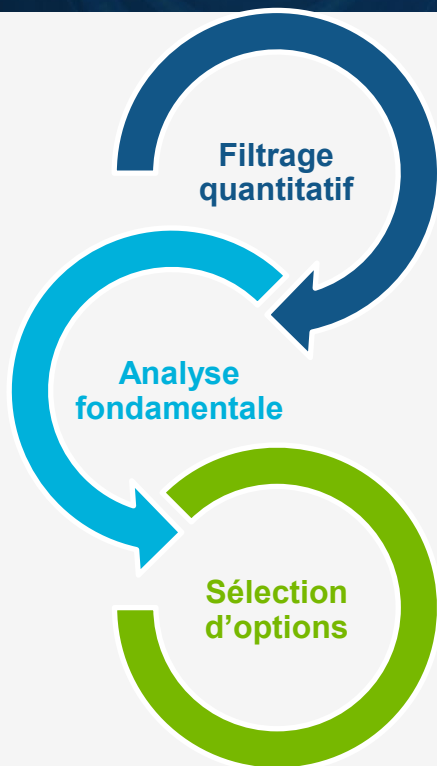 Filtrage
quantitatif
Analyse
fondamentale
Sélection
d’options